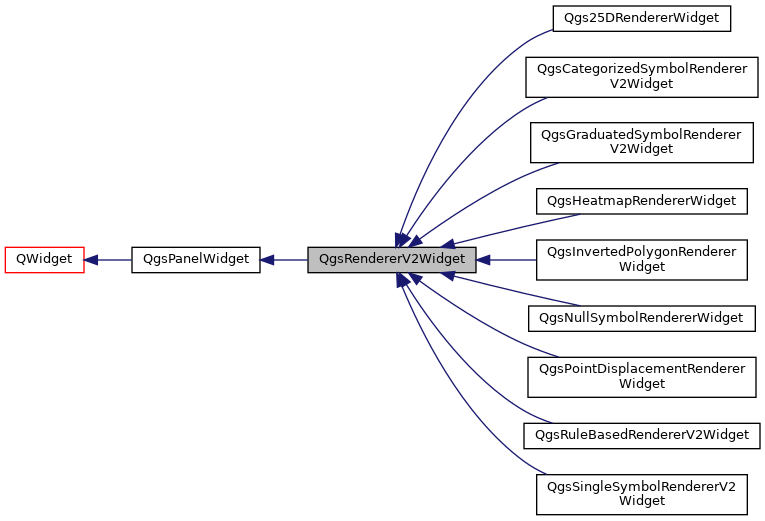 Qgs25DRendererWidget
QgsCategorizedSymbolRenderer
V2Widget
QgsGraduatedSymbolRenderer
V2Widget
QgsHeatmapRendererWidget
QWidget
QgsPanelWidget
QgsRendererV2Widget
QgsInvertedPolygonRenderer
Widget
QgsNullSymbolRendererWidget
QgsPointDisplacementRenderer
Widget
QgsRuleBasedRendererV2Widget
QgsSingleSymbolRendererV2
Widget